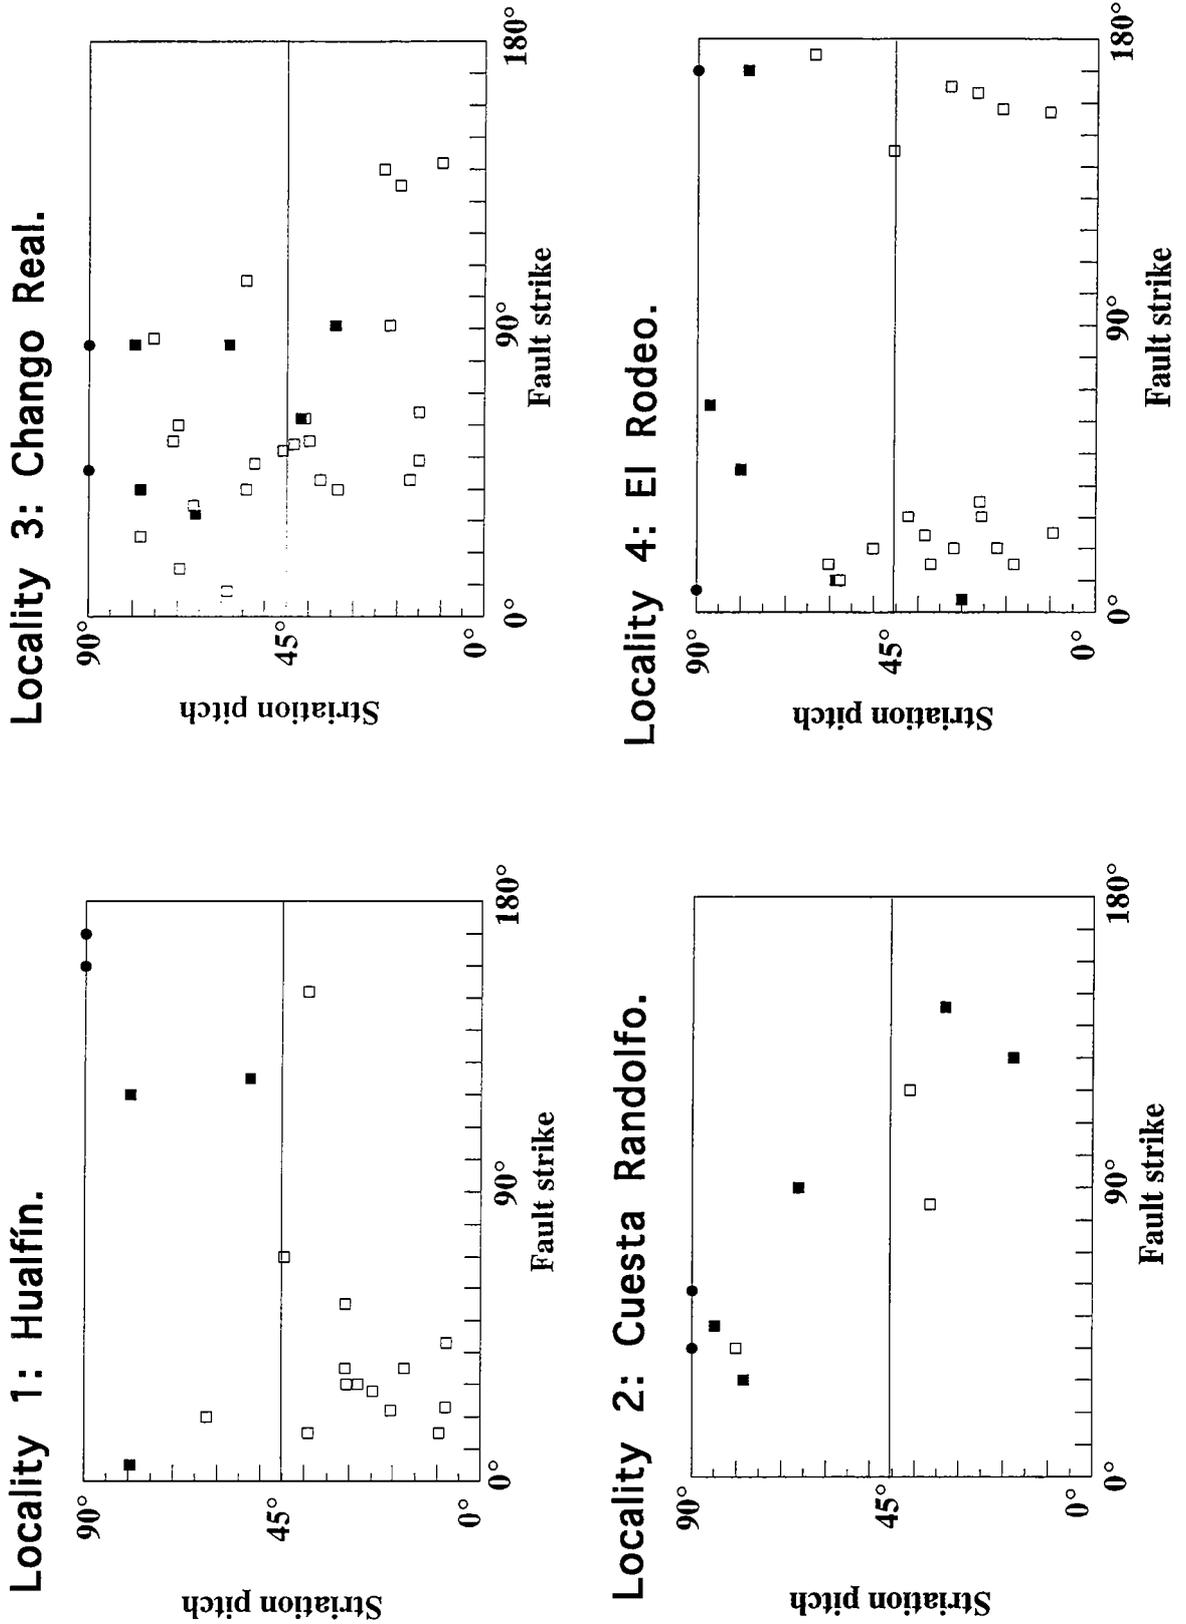 Locality 1: Hualfín.
90°
45°
0°
Striation pitch
0°
90°
180°
Fault strike
Locality 3: Chango Real.
90°
45°
0°
Striation pitch
0°
90°
180°
Fault strike
Locality 2: Cuesta Randolfo.
90°
45°
0°
Striation pitch
0°
90°
180°
Fault strike
Locality 4: El Rodeo.
90°
45°
0°
Striation pitch
0°
90°
180°
Fault strike